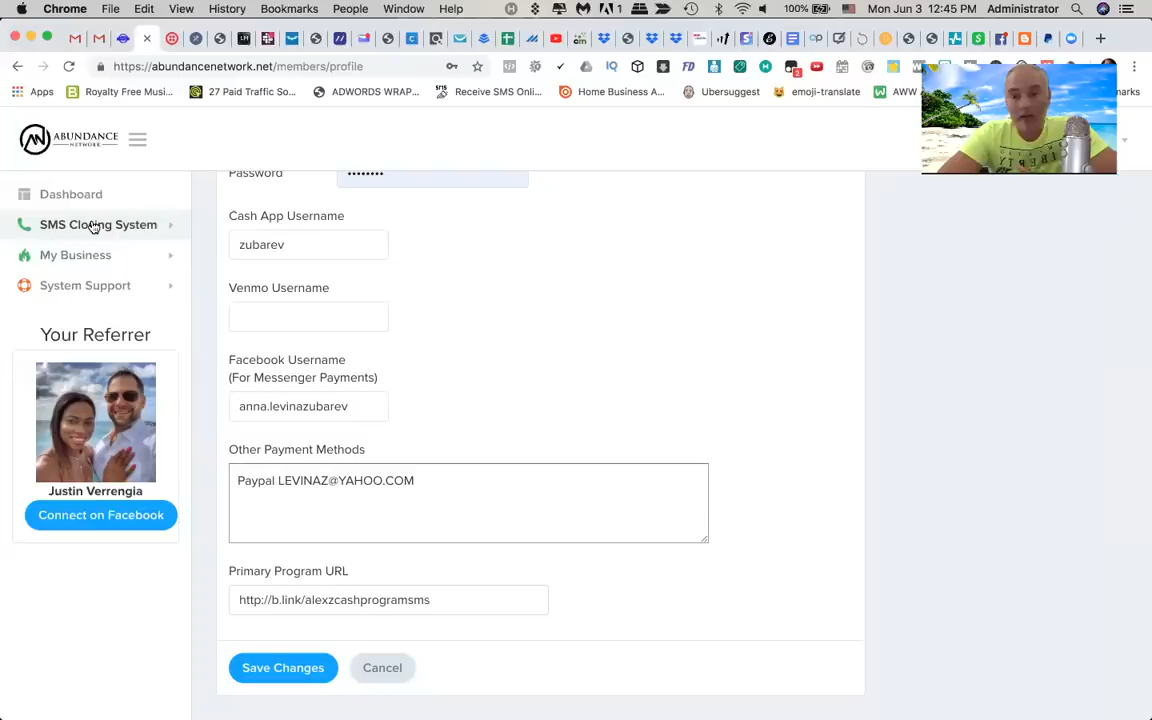 Chrome File Edit View History Bookmarks People Window Help 1 100% Mon Jun 3 12:45 PM Administrator
https://abundancenetwork.net/members/profile
Apps Royalty Free Musi... 27 Paid Traffic So... ADWORDS WRAP... Receive SMS Onli... Home Business A... Ubersuggest emoji-translate AWW
ABUNDANCE
NETWORK
Dashboard
SMS Closing System
My Business
System Support
Your Referrer
Justin Verrengia
Connect on Facebook
Password ••••••••
Cash App Username
zubarev
Venmo Username
Facebook Username
(For Messenger Payments)
anna.levinazubarev
Other Payment Methods
Paypal LEVINAZ@YAHOO.COM
Primary Program URL
http://b.link/alexzcashprogramsms
Save Changes Cancel